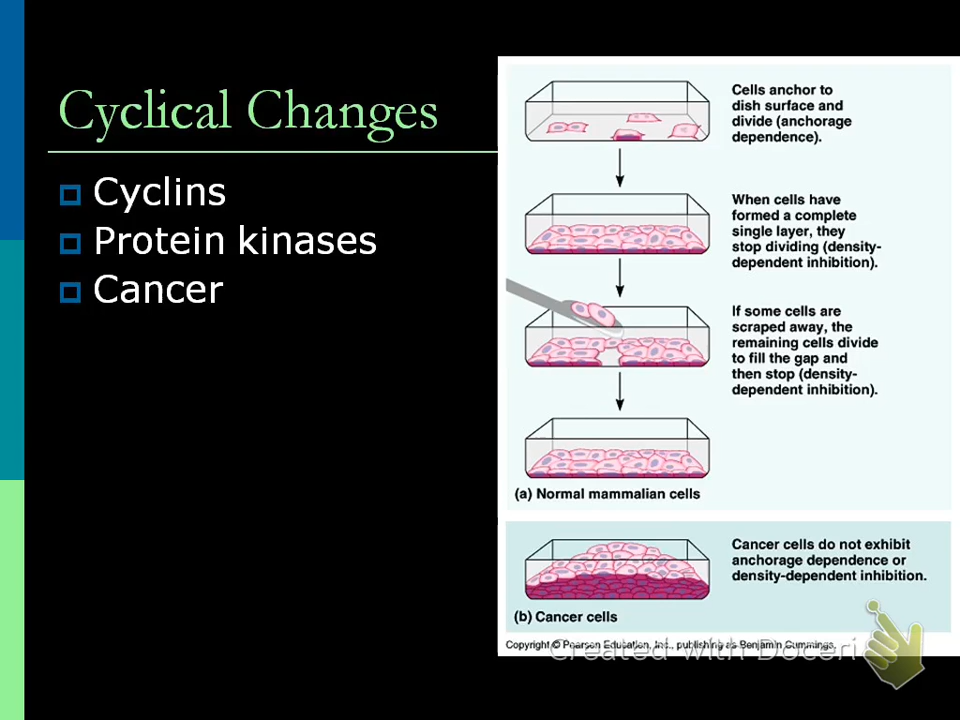 Cyclical Changes
Cyclins
Protein kinases
Cancer
Cells anchor to
dish surface and
divide (anchorage
dependence).
When cells have
formed a complete
single layer, they
stop dividing (density-
dependent inhibition).
If some cells are
scraped away, the
remaining cells divide
to fill the gap and
then stop (density-
dependent inhibition).
(a) Normal mammalian cells
Cancer cells do not exhibit
anchorage dependence or
density-dependent inhibition.
(b) Cancer cells
Copyright © Pearson Education, Inc., publishing as Benjamin Cummings.
Created with Doceri